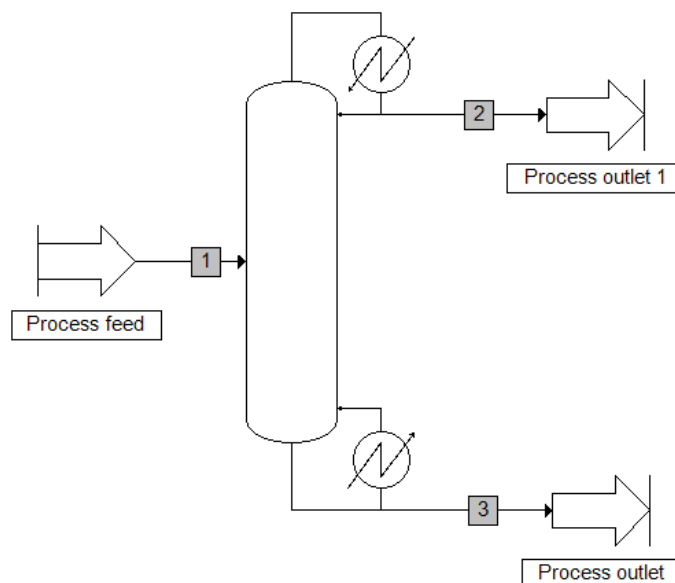 2
Process outlet 1
1
Process feed
3
Process outlet